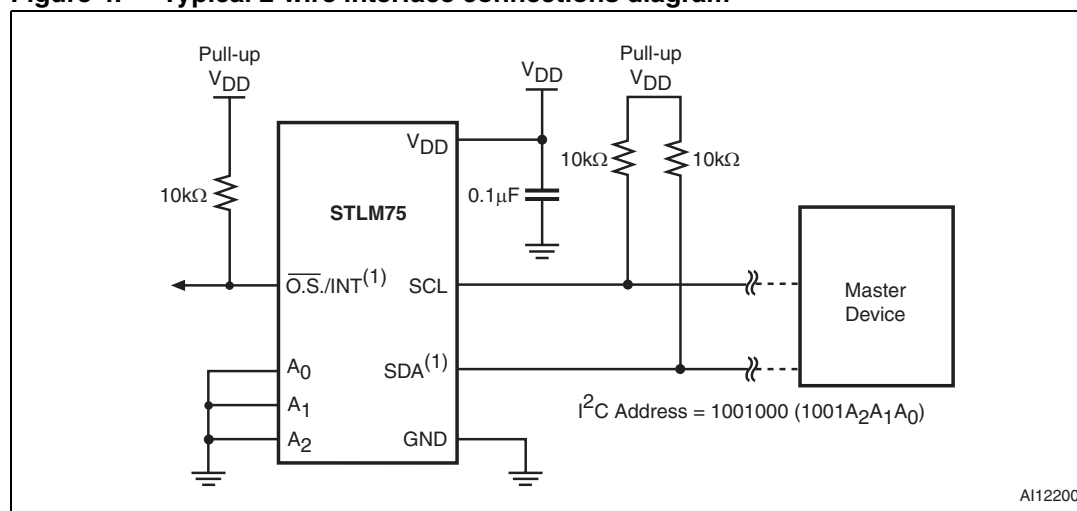 Figure 4. Typical 2-wire interface connections diagram
Pull-up
VDD
10kΩ
STLM75
VDD
O.S./INT(1)
SCL
A0
A1
A2
SDA(1)
GND
VDD
0.1μF
Pull-up
VDD
10kΩ
10kΩ
Master
Device
I2C Address = 1001000 (1001A2A1A0)
AI12200